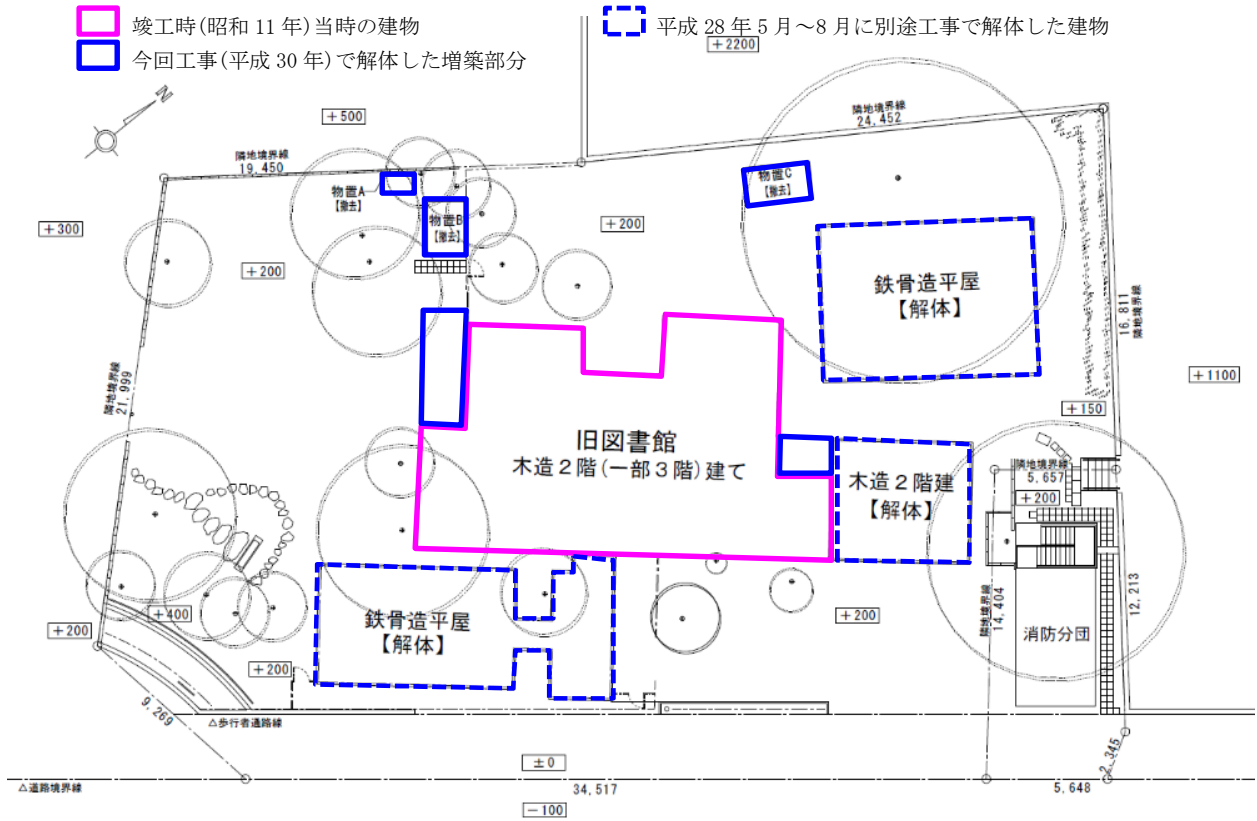 竣工時(昭和 11 年)当時の建物
平成 28 年 5 月～8 月に別途工事で解体した建物
今回工事(平成 30 年)で解体した増築部分
+2200
N
+500
隣地境界線
24,452
隣地境界線
19,450
物置A
【撤去】
物置B
【撤去】
物置C
【撤去】
+300
+200
+200
鉄骨造平屋
【解体】
16,811
隣地境界線
+1100
隣地境界線
21,999
+150
旧図書館
木造２階(一部３階)建て
木造２階建
【解体】
隣地境界線
5,657
+200
+400
+200
鉄骨造平屋
【解体】
+200
+200
隣地境界線
14,404
消防分団
12,213
9,269
△歩行者通路線
2,345
±0
△道路境界線
34,517
5,648
-100